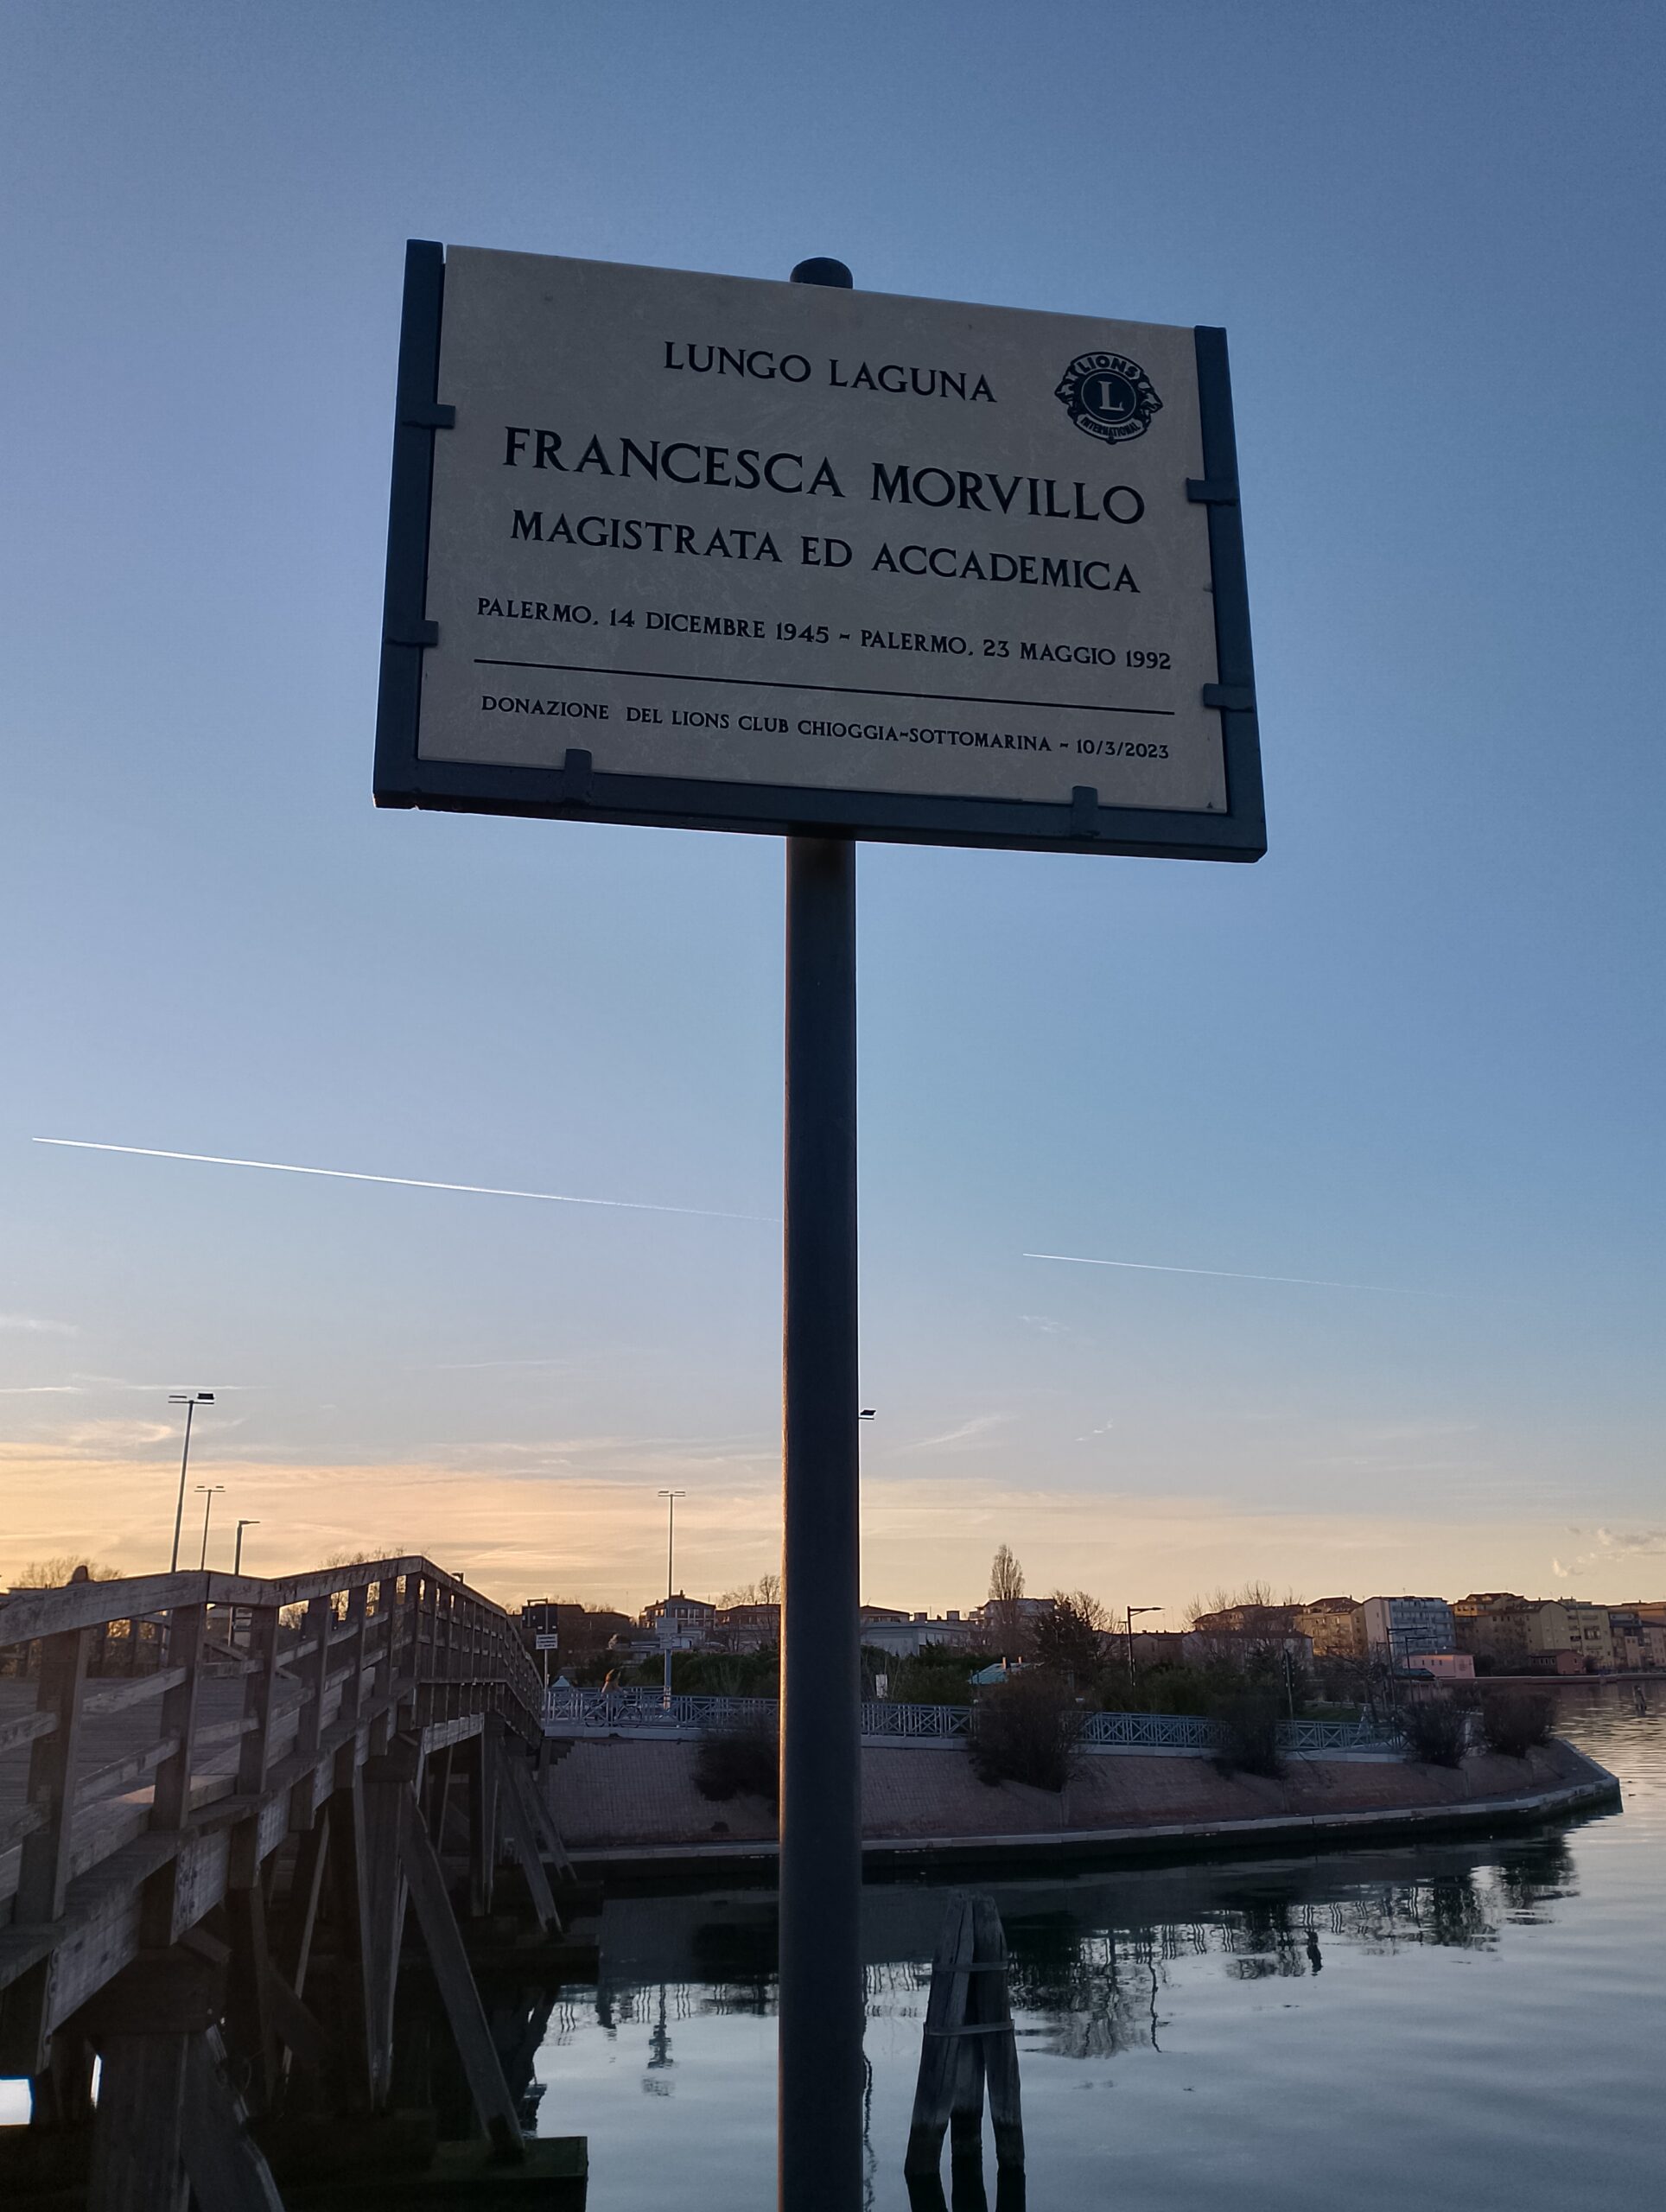 LUNGO LAGUNA
LIONS
L
INTERNATIONAL
FRANCESCA MORVILLO
MAGISTRATA ED ACCADEMICA
PALERMO, 14 DICEMBRE 1945 - PALERMO, 23 MAGGIO 1992
DONAZIONE DEL LIONS CLUB CHIOGGIA-SOTTOMARINA - 10/3/2023